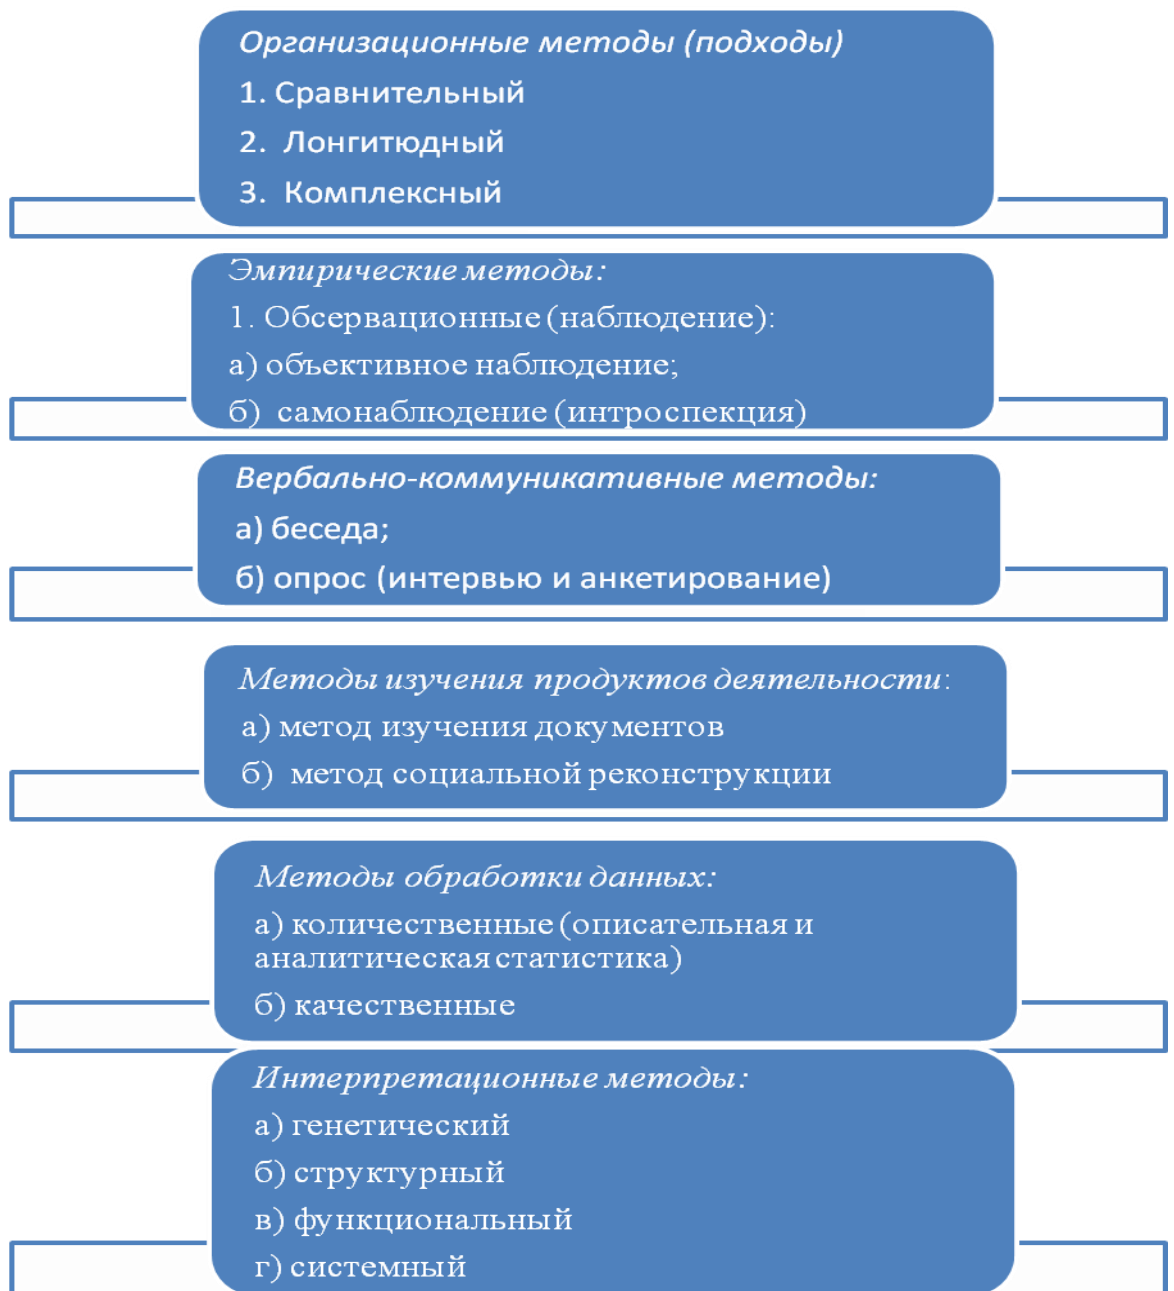 Организационные методы (подходы)
1. Сравнительный
2. Лонгитюдный
3. Комплексный
Эмпирические методы:
1. Обсервационные (наблюдение):
а) объективное наблюдение;
б) самонаблюдение (интроспекция)
Вербально-коммуникативные методы:
а) беседа;
б) опрос (интервью и анкетирование)
Методы изучения продуктов деятельности:
а) метод изучения документов
б) метод социальной реконструкции
Методы обработки данных:
а) количественные (описательная и
аналитическая статистика)
б) качественные
Интерпретационные методы:
а) генетический
б) структурный
в) функциональный
г) системный